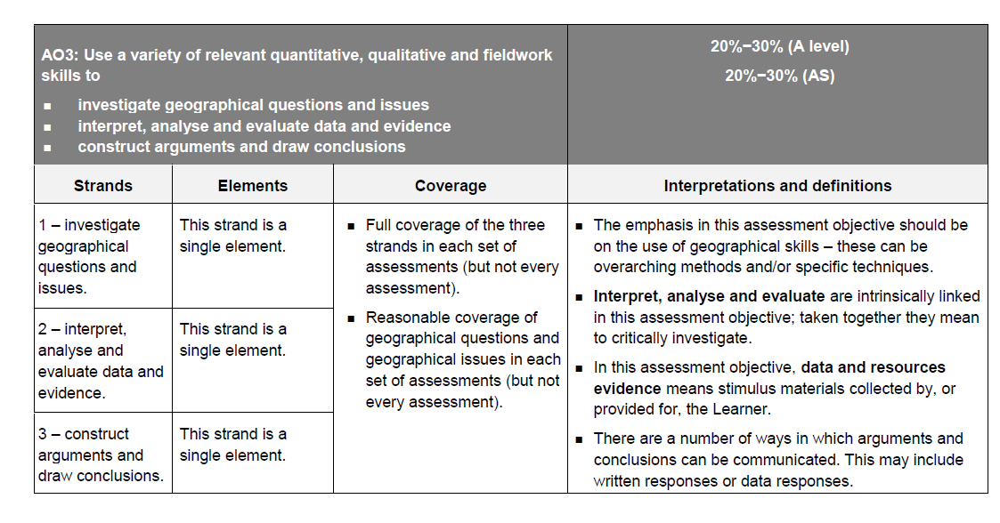 AO3: Use a variety of relevant quantitative, qualitative and fieldwork
skills to
▪ investigate geographical questions and issues
▪ interpret, analyse and evaluate data and evidence
▪ construct arguments and draw conclusions
20%−30% (A level)
20%−30% (AS)
Strands
Elements
Coverage
Interpretations and definitions
1 – investigate
geographical
questions and
issues.
This strand is a
single element.
2 – interpret,
analyse and
evaluate data and
evidence.
This strand is a
single element.
3 – construct
arguments and
draw conclusions.
This strand is a
single element.
▪ Full coverage of the three
strands in each set of
assessments (but not every
assessment).
▪ Reasonable coverage of
geographical questions and
geographical issues in each
set of assessments (but not
every assessment).
▪ The emphasis in this assessment objective should be
on the use of geographical skills – these can be
overarching methods and/or specific techniques.
▪ Interpret, analyse and evaluate are intrinsically linked
in this assessment objective; taken together they mean
to critically investigate.
▪ In this assessment objective, data and resources
evidence means stimulus materials collected by, or
provided for, the Learner.
▪ There are a number of ways in which arguments and
conclusions can be communicated. This may include
written responses or data responses.